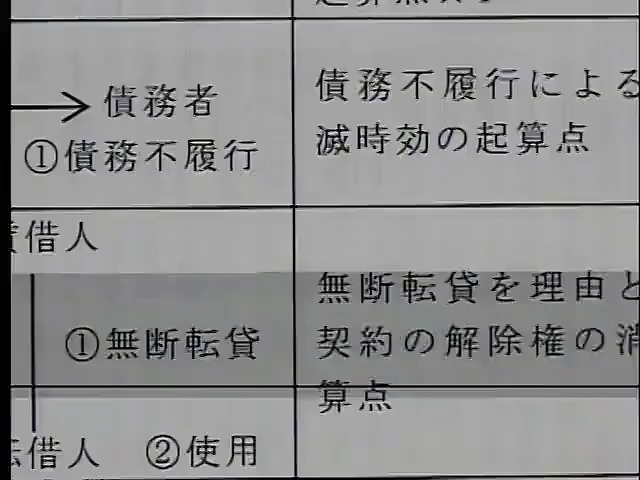 債務者
①債務不履行
債務不履行による
滅時効の起算点
借人
①無断転貸
無断転貸を理由と
契約の解除権の消
算点
借人 ②使用